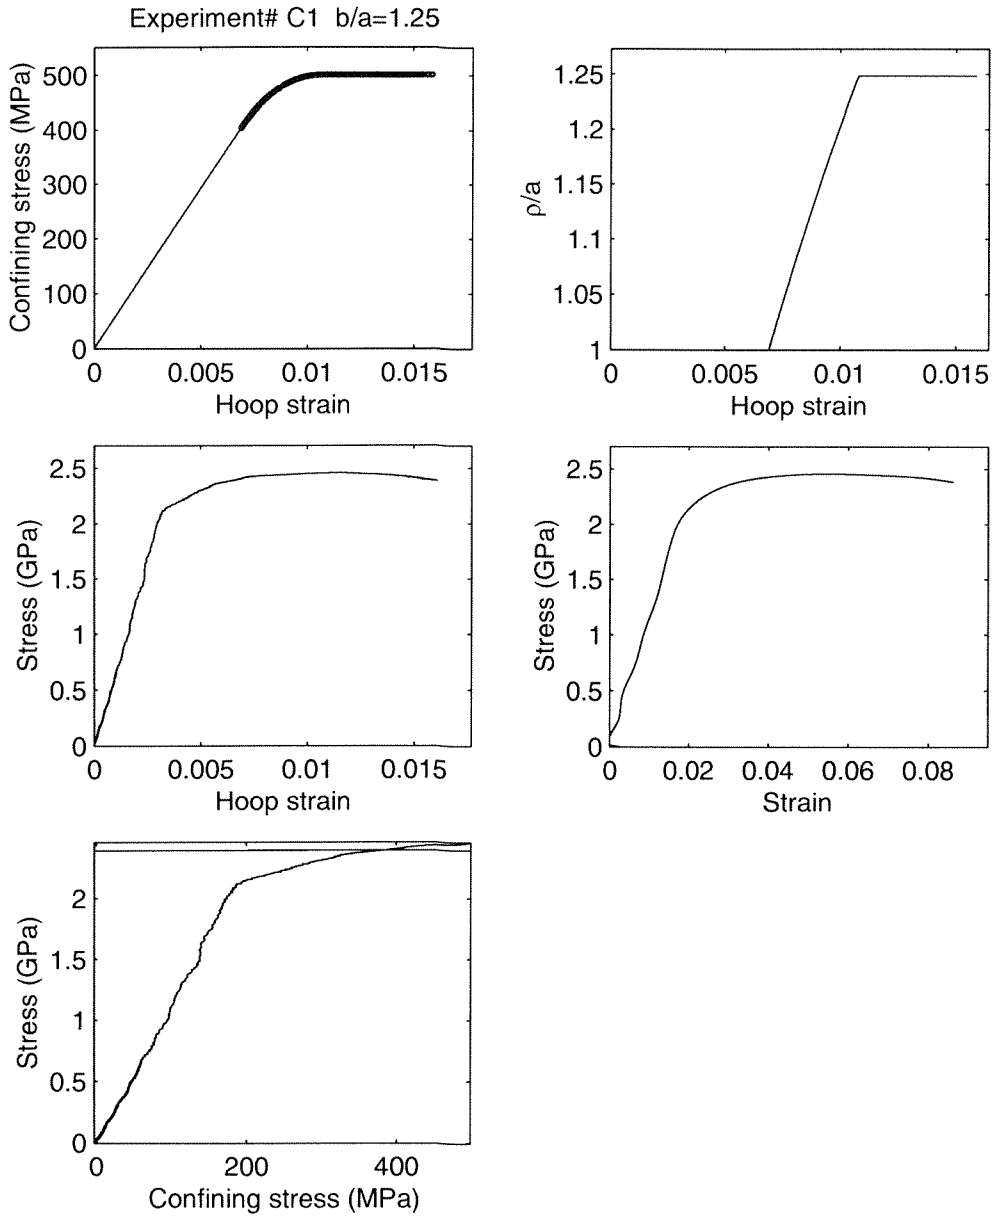 Experiment# C1 b/a=1.25
Confining stress (MPa)
500
400
300
200
100
0
0 0.005 0.01 0.015
Hoop strain
ρ/a
1.25
1.2
1.15
1.1
1.05
1
0 0.005 0.01 0.015
Hoop strain
Stress (GPa)
2.5
2
1.5
1
0.5
0
0 0.005 0.01 0.015
Hoop strain
Stress (GPa)
2.5
2
1.5
1
0.5
0
0 0.02 0.04 0.06 0.08
Strain
Stress (GPa)
2
1.5
1
0.5
0
0 200 400
Confining stress (MPa)